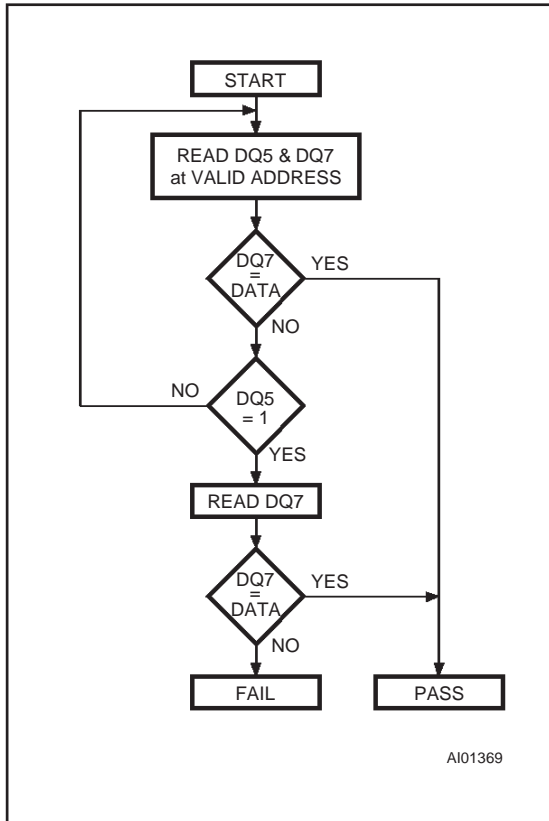 START
READ DQ5 & DQ7
at VALID ADDRESS
DQ7
=
DATA
YES
NO
NO
DQ5
= 1
YES
READ DQ7
DQ7
=
DATA
YES
NO
FAIL
PASS
AI01369